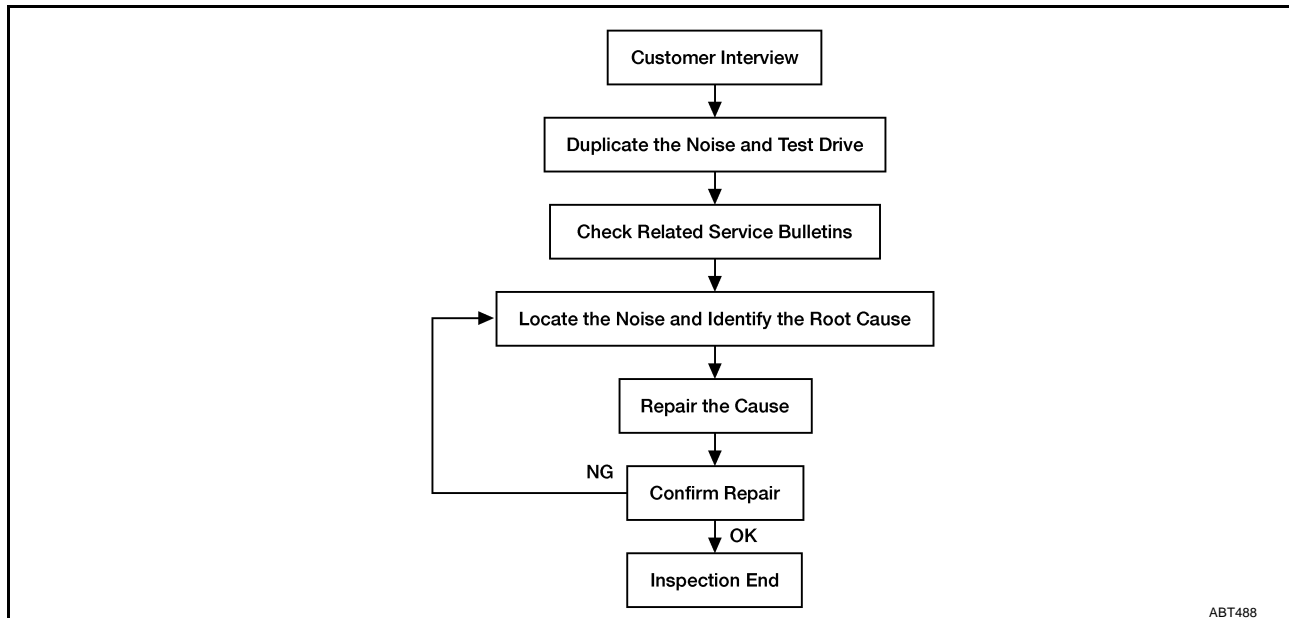 Customer Interview
Duplicate the Noise and Test Drive
Check Related Service Bulletins
Locate the Noise and Identify the Root Cause
Repair the Cause
NG
Confirm Repair
OK
Inspection End
ABT488